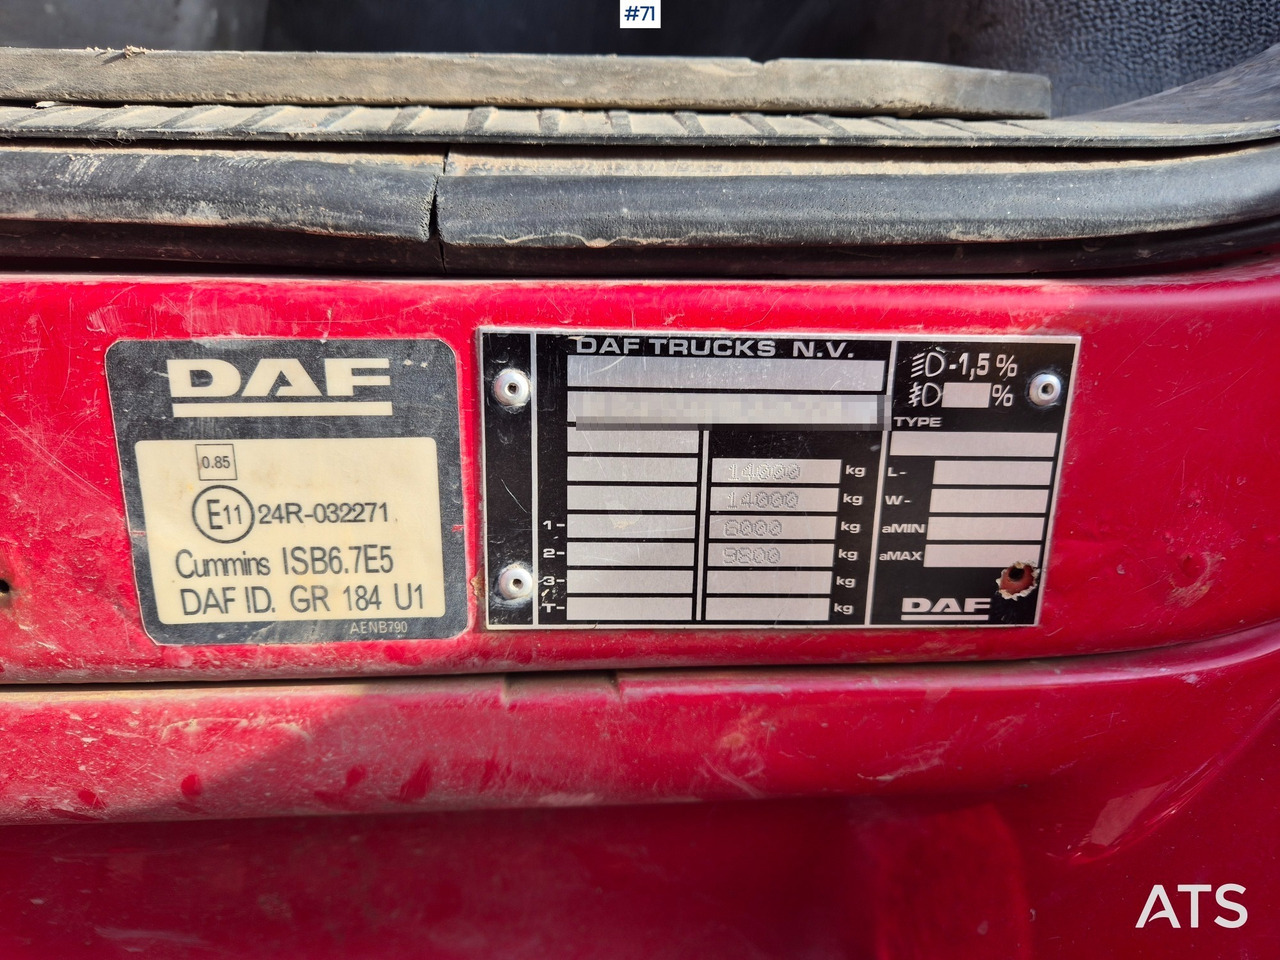 #71
DAF
0.85
E11 24R-032271
Cummins ISB6.7E5
DAF ID. GR 184 U1
AENB790
DAF TRUCKS N.V.
-1,5 %
%
TYPE
14000 kg
L-
14000 kg
W-
1- 6000 kg
aMIN
2- 9800 kg
aMAX
3- kg
T- kg
DAF
ATS